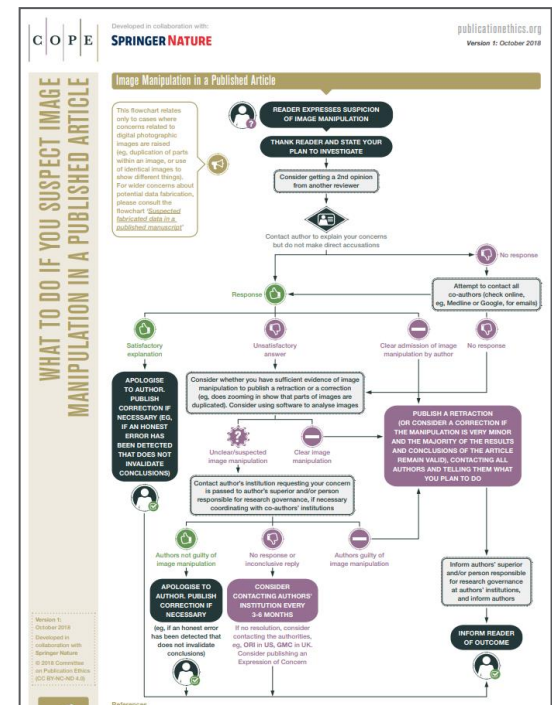 COPE
Developed in collaboration with:
SPRINGER NATURE
publicationethics.org
Version 1: October 2018
WHAT TO DO IF YOU SUSPECT IMAGE
MANIPULATION IN A PUBLISHED ARTICLE
Image Manipulation in a Published Article
This flowchart relates
only to cases where
concerns related to
digital photographic
images are raised
(eg, duplication of parts
within an image, or use
of identical images to
show different things).
For wider concerns about
potential data fabrication,
please consult the
flowchart 'Suspected
fabricated data in a
published manuscript'
READER EXPRESSES SUSPICION
OF IMAGE MANIPULATION
THANK READER AND STATE YOUR
PLAN TO INVESTIGATE
Consider getting a 2nd opinion
from another reviewer
Contact author to explain your concerns
but do not make direct accusations
No response
Response
Attempt to contact all
co-authors (check online,
eg, Medline or Google, for emails)
Satisfactory
explanation
Unsatisfactory
answer
Clear admission of image
manipulation by author
No response
APOLOGISE
TO AUTHOR.
PUBLISH
CORRECTION IF
NECESSARY (EG,
IF AN HONEST
ERROR HAS
BEEN DETECTED
THAT DOES NOT
INVALIDATE
CONCLUSIONS)
Consider whether you have sufficient evidence of image
manipulation to publish a retraction or a correction
(eg, does zooming in show that parts of images are
duplicated). Consider using software to analyse images
PUBLISH A RETRACTION
(OR CONSIDER A CORRECTION IF
THE MANIPULATION IS VERY MINOR
AND THE MAJORITY OF THE RESULTS
AND CONCLUSIONS OF THE ARTICLE
REMAIN VALID), CONTACTING ALL
AUTHORS AND TELLING THEM WHAT
YOU PLAN TO DO
Unclear/suspected
image manipulation
Clear image
manipulation
Contact author's institution requesting your concern
is passed to author's superior and/or person
responsible for research governance, if necessary
coordinating with co-authors' institutions
Authors not guilty of
image manipulation
No response or
inconclusive reply
Authors guilty of
image manipulation
APOLOGISE TO
AUTHOR. PUBLISH
CORRECTION IF
NECESSARY
(eg, if an honest error
has been detected that
does not invalidate
conclusions)
CONSIDER
CONTACTING AUTHORS'
INSTITUTION EVERY
3-6 MONTHS
If no resolution, consider
contacting the authorities,
eg, ORI in US, GMC in UK.
Consider publishing an
Expression of Concern
Inform authors' superior
and/or person responsible
for research governance
at authors' institutions,
and inform authors
INFORM READER
OF OUTCOME
Version 1:
October 2018
Developed in
collaboration with
Springer Nature
© 2018 Committee
on Publication Ethics
(CC BY-NC-ND 4.0)
References